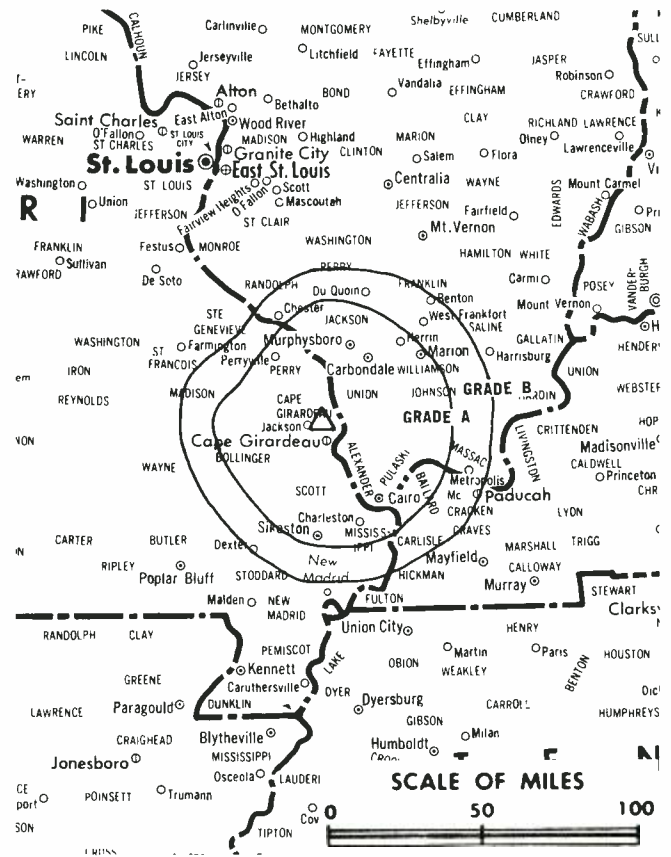 PIKE
CALHOUN
Carlinville
MONTGOMERY
Shelbyville
CUMBERLAND
LINCOLN
Jerseyville
JERSEY
Litchfield
FAYETTE
Effingham
JASPER
Robinson
CRAWFORD
Alton
Bethalto
BOND
Vandalia
EFFINGHAM
Saint Charles
East Alton
Wood River
CLAY
RICHLAND
LAWRENCE
WARREN
O'Fallon
ST CHARLES
ST LOUIS
CITY
MADISON
Highland
MARION
Olney
Lawrenceville
Granite City
CLINTON
Salem
Flora
St. Louis
East St. Louis
Washington
ST LOUIS
Fairview Heights
O'Fallon
Scott
Mascoutah
Centralia
WAYNE
EDWARDS
Mount Carmel
R I
Union
JEFFERSON
ST CLAIR
JEFFERSON
Fairfield
WABASH
GIBSON
Mt. Vernon
FRANKLIN
Festus
MONROE
WASHINGTON
HAMILTON
WHITE
Sullivan
De Soto
PERRY
Carmi
POSEY
VANDER-
BURGH
RANDOLPH
Du Quoin
FRANKLIN
Benton
Mount Vernon
STE
GENEVIEVE
Chester
JACKSON
West Frankfort
SALINE
WASHINGTON
ST
FRANCOIS
Farmington
Murphysboro
Herrin
GALLATIN
Perryville
PERRY
Carbondale
Marion
WILLIAMSON
Harrisburg
IRON
UNION
REYNOLDS
MADISON
UNION
JOHNSON
GRADE B
WEBSTER
CAPE
GIRARDEAU
Jackson
GRADE A
CRITTENDEN
Cape Girardeau
LIVINGSTON
Madisonville
WAYNE
BOLLINGER
ALEXANDER
PULASKI
MASSAC
CALDWELL
Princeton
SCOTT
Cairo
BALLARD
Metropolis
Mc
CRACKEN
Paducah
LYON
Charleston
Sikeston
MISSISS-
IPPI
CARLISLE
GRAVES
CARTER
BUTLER
Dexter
MARSHALL
TRIGG
RIPLEY
Poplar Bluff
STODDARD
New
Madrid
HICKMAN
Mayfield
CALLOWAY
Murray
STEWART
Malden
NEW
MADRID
FULTON
RANDOLPH
CLAY
Union City
HENRY
PEMISCOT
LAKE
OBION
Martin
WEAKLEY
Paris
HOUSTON
GREENE
Kennett
BENTON
Caruthersville
DYER
LAWRENCE
Paragould
DUNKLIN
Dyersburg
CARROLL
HUMPHREYS
GIBSON
CRAIGHEAD
Blytheville
Milan
Jonesboro
MISSISSIPPI
Humboldt
Osceola
POINSETT
Trumann
SCALE OF MILES
TIPTON
0 50 100